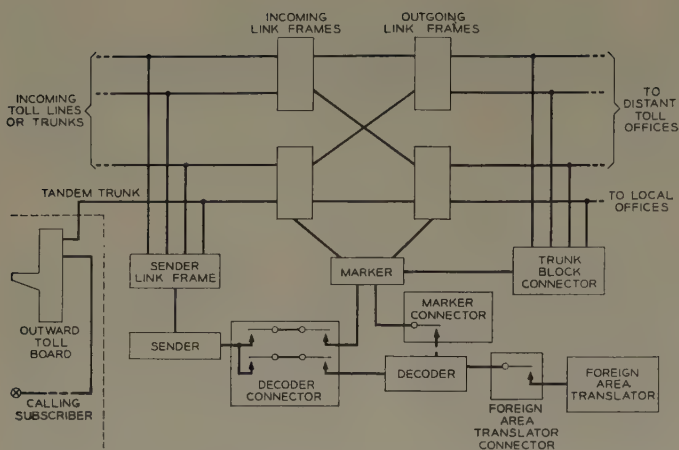 INCOMING
LINK FRAMES
OUTGOING
LINK FRAMES
INCOMING
TOLL LINES
OR TRUNKS
TO
DISTANT
TOLL
OFFICES
TANDEM TRUNK
TO LOCAL
OFFICES
SENDER
LINK FRAME
MARKER
TRUNK
BLOCK
CONNECTOR
OUTWARD
TOLL
BOARD
MARKER
CONNECTOR
SENDER
DECODER
CONNECTOR
DECODER
FOREIGN
AREA
TRANSLATOR
CALLING
SUBSCRIBER
FOREIGN
AREA
TRANSLATOR
CONNECTOR